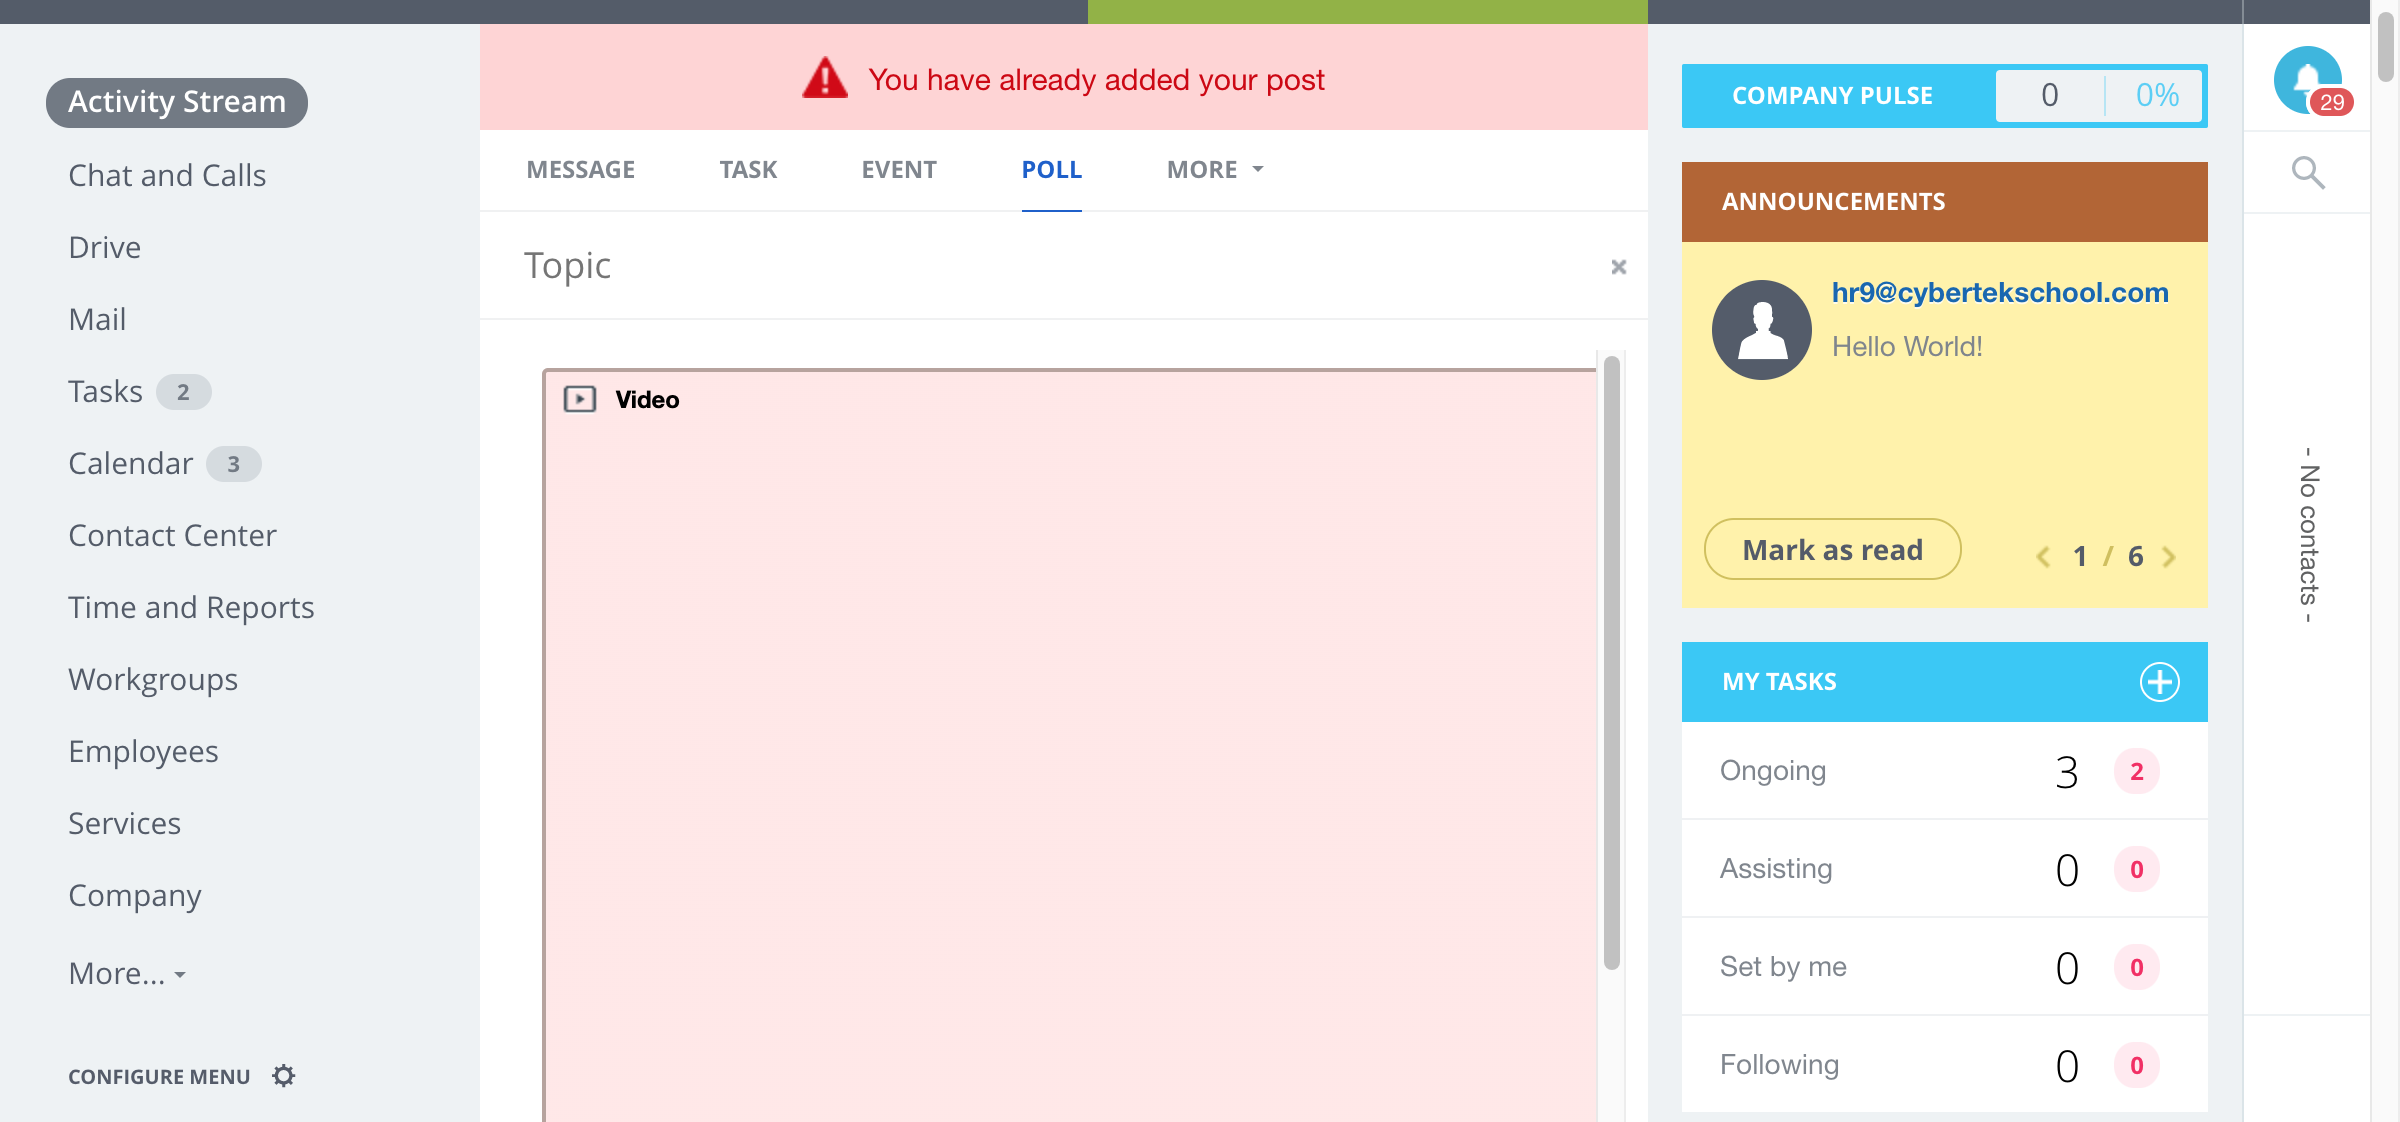 Activity Stream
Chat and Calls
Drive
Mail
Tasks 2
Calendar 3
Contact Center
Time and Reports
Workgroups
Employees
Services
Company
More...
CONFIGURE MENU
You have already added your post
MESSAGE TASK EVENT POLL MORE
Topic
Video
COMPANY PULSE 0 0%
ANNOUNCEMENTS
hr9@cybertekschool.com
Hello World!
Mark as read 1 / 6
MY TASKS
Ongoing 3 2
Assisting 0 0
Set by me 0 0
Following 0 0
29
- No contacts -